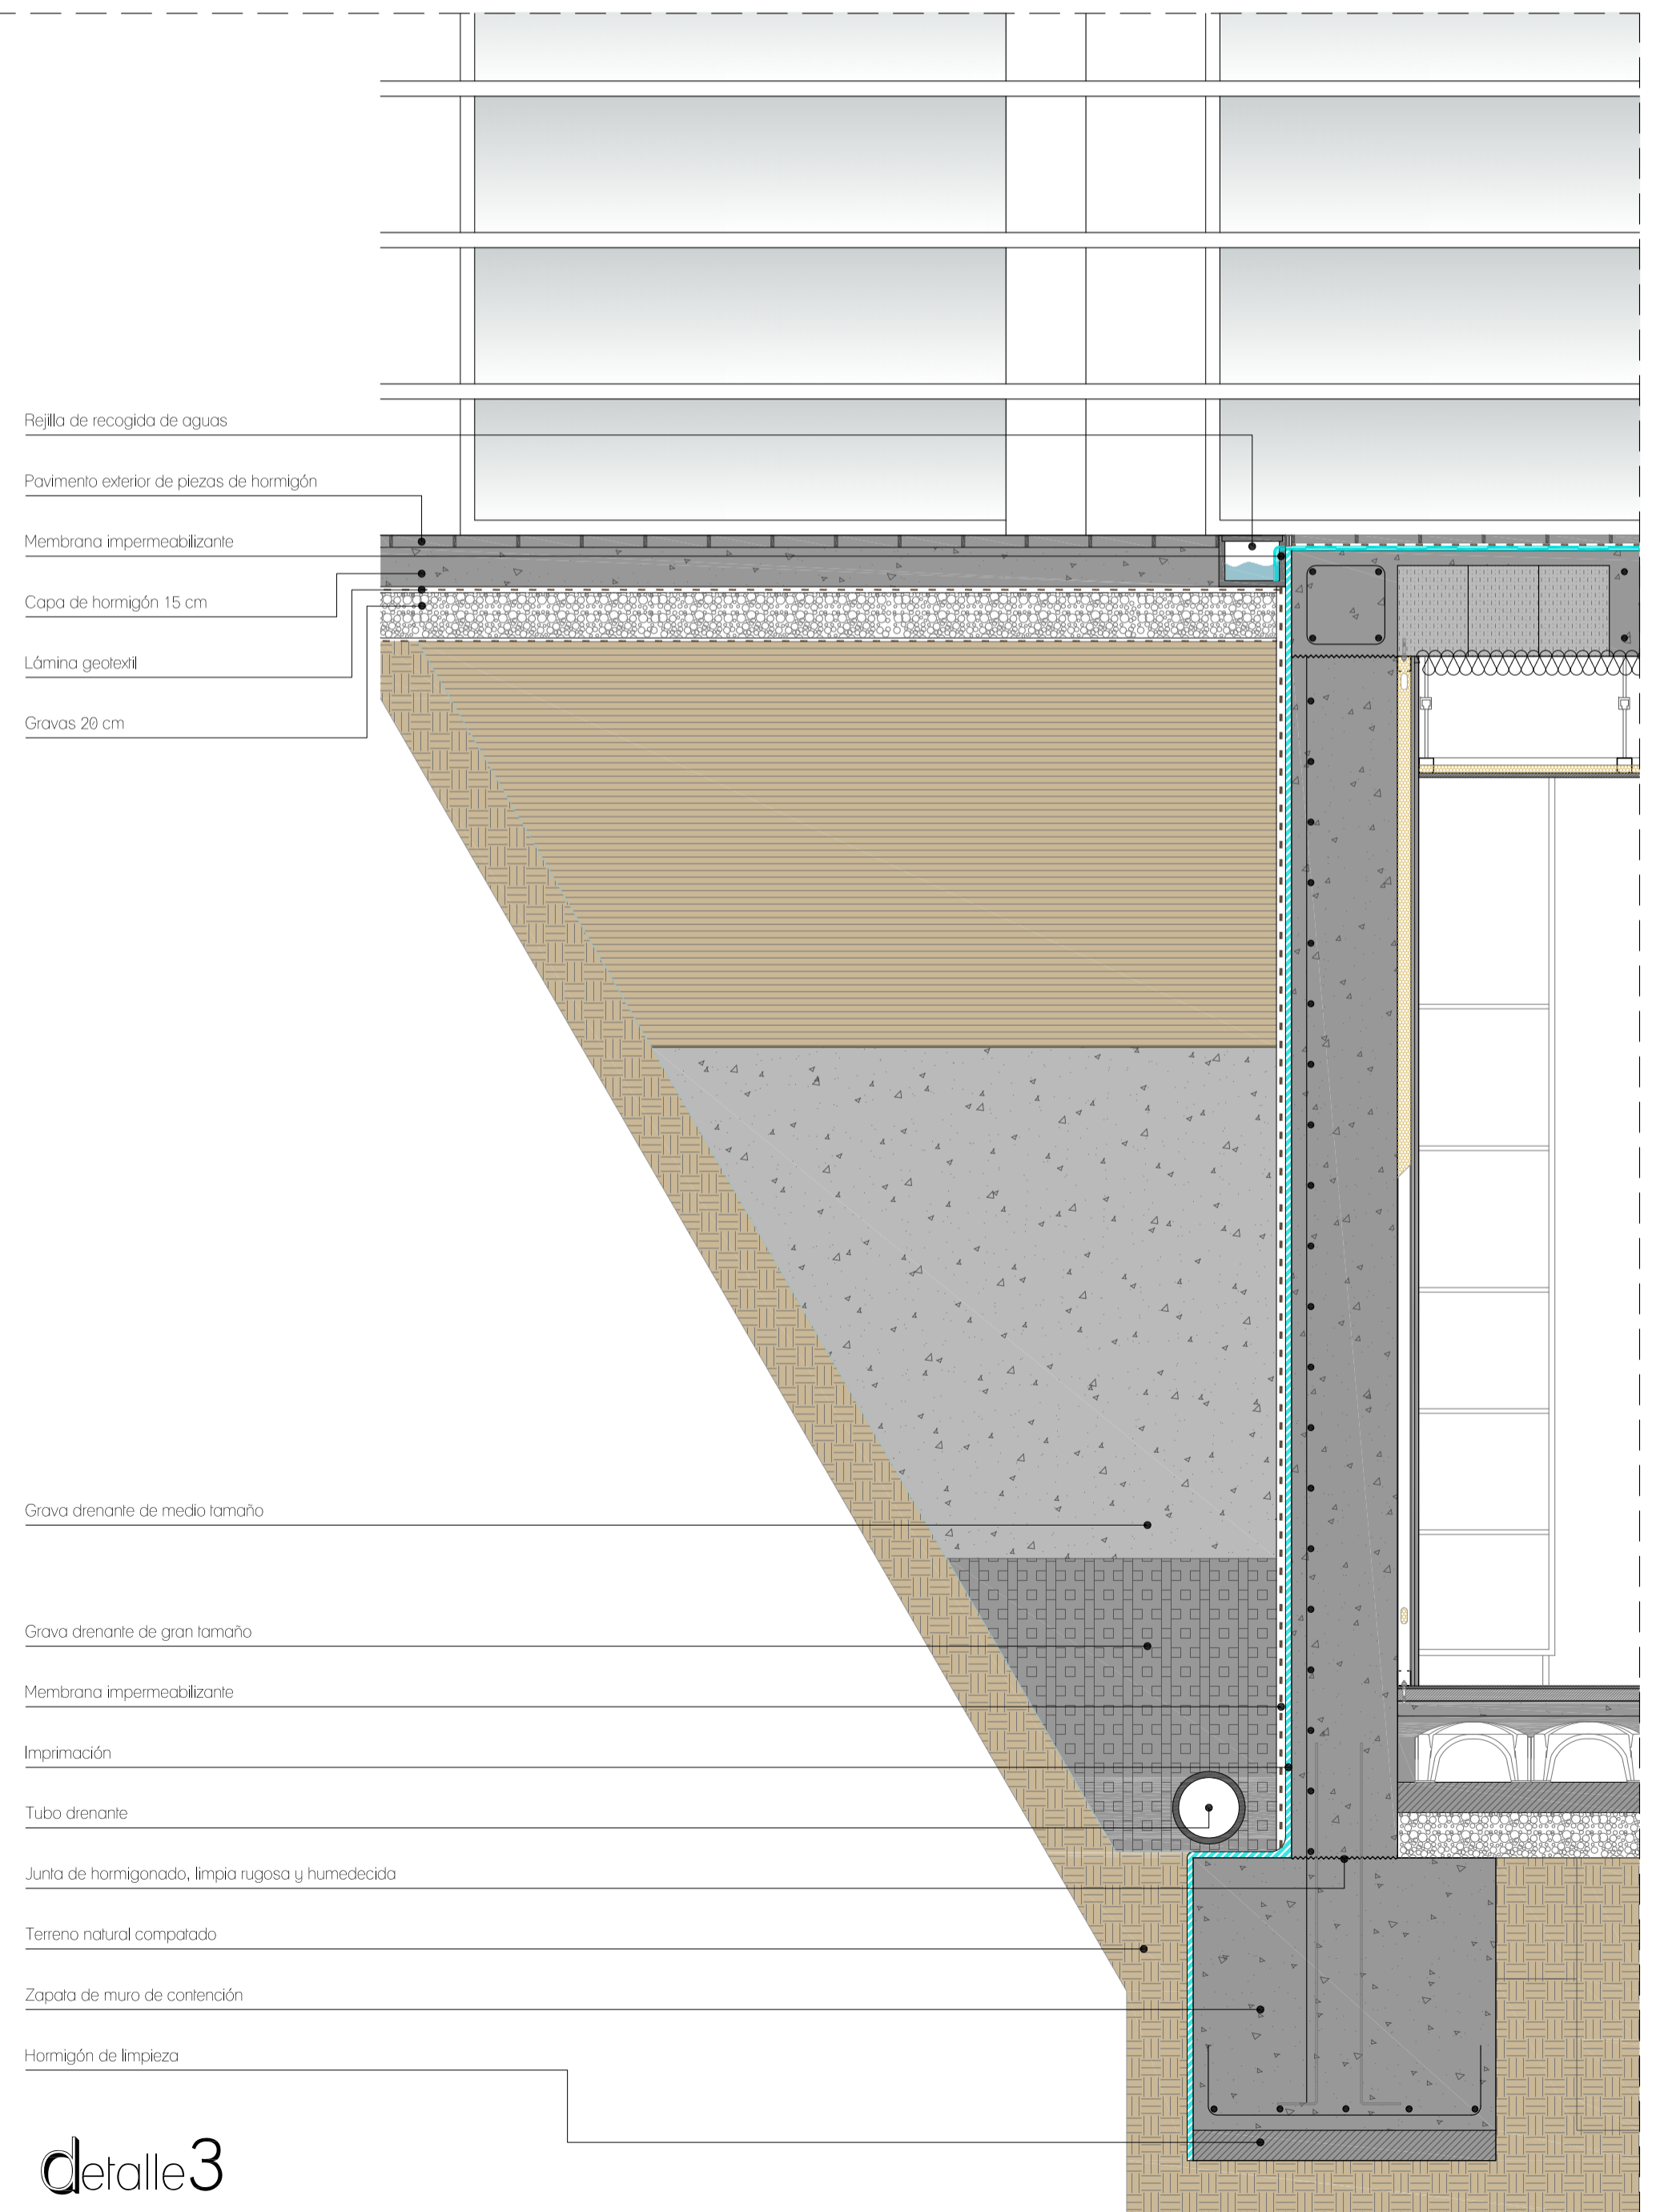 Rejilla de recogida de aguas
Pavimento exterior de piezas de hormigón
Membrana impermeabilizante
Capa de hormigón 15 cm
Lámina geotextil
Gravas 20 cm
Grava drenante de medio tamaño
Grava drenante de gran tamaño
Membrana impermeabilizante
Imprimación
Tubo drenante
Junta de hormigonado, limpia rugosa y humedecida
Terreno natural compatado
Zapata de muro de contención
Hormigón de limpieza
detalle3